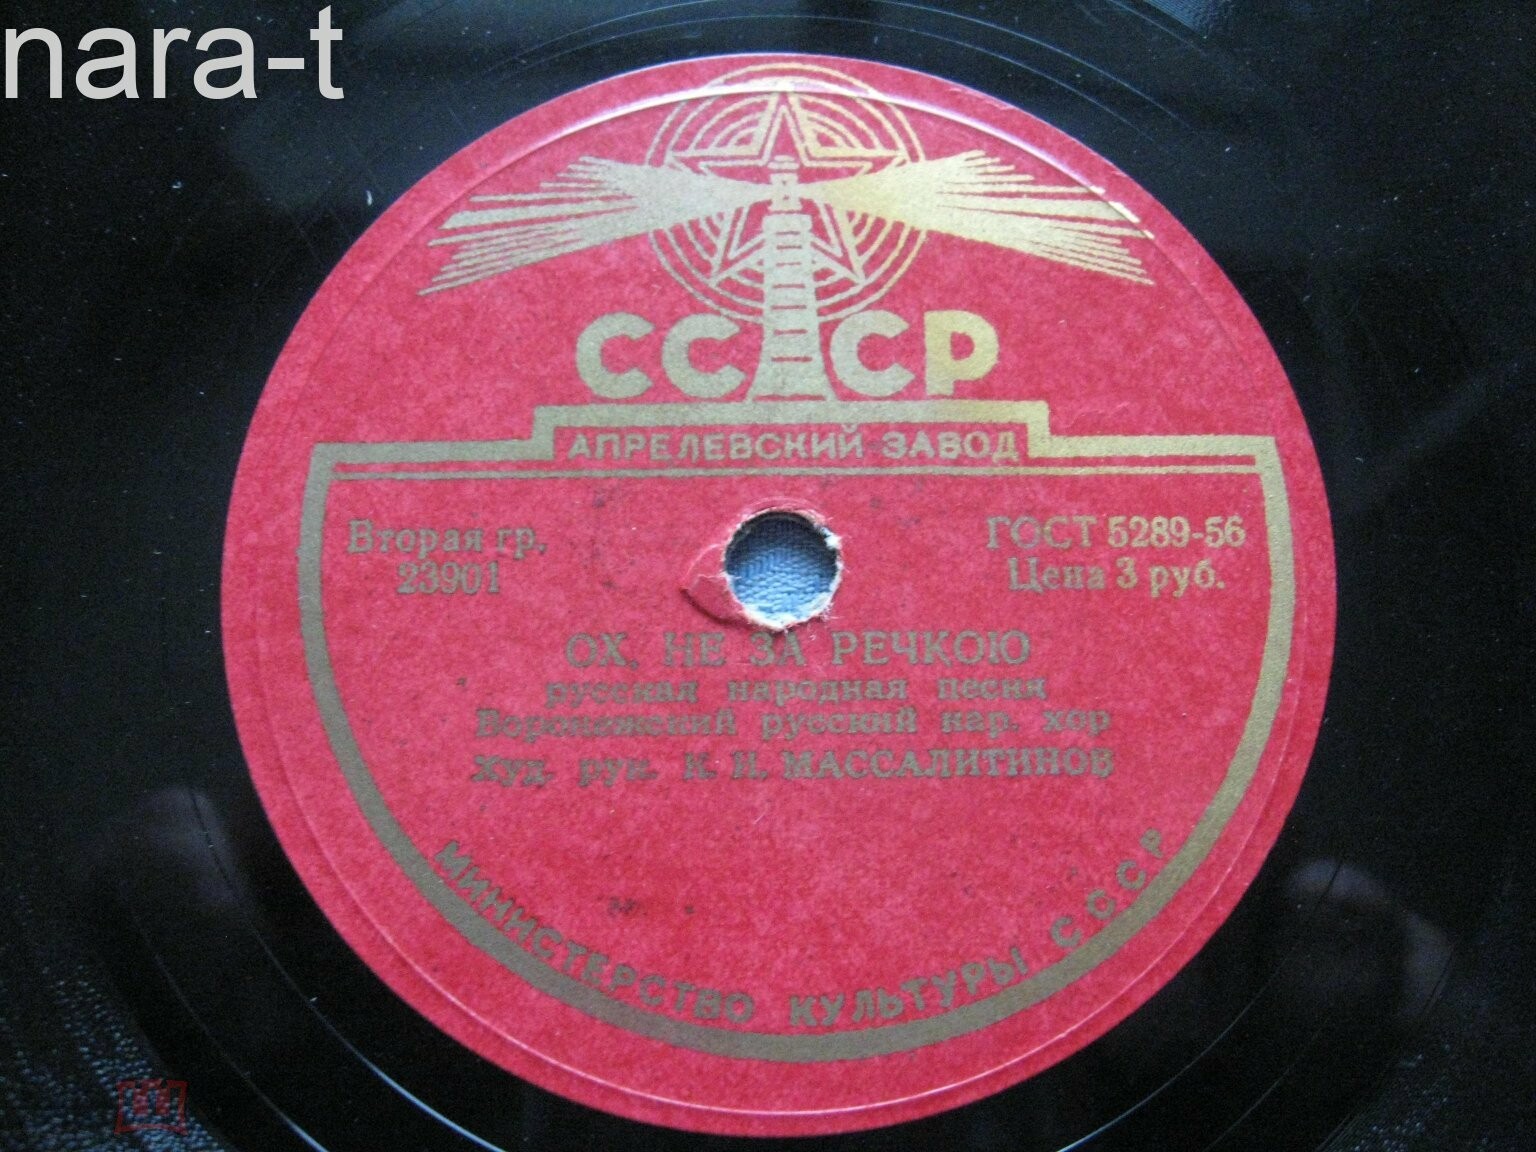 nara-t
СССР
АПРЕЛЕВСКИЙ ЗАВОД
Вторая гр.
23901
ГОСТ 5289-56
Цена 3 руб.
ОХ, НЕ ЗА РЕЧКОЮ
русская народная песня
Воронежский русский нар. хор
Худ. рук. К. И. МАССАЛИТИНОВ
МИНИСТЕРСТВО КУЛЬТУРЫ СССР